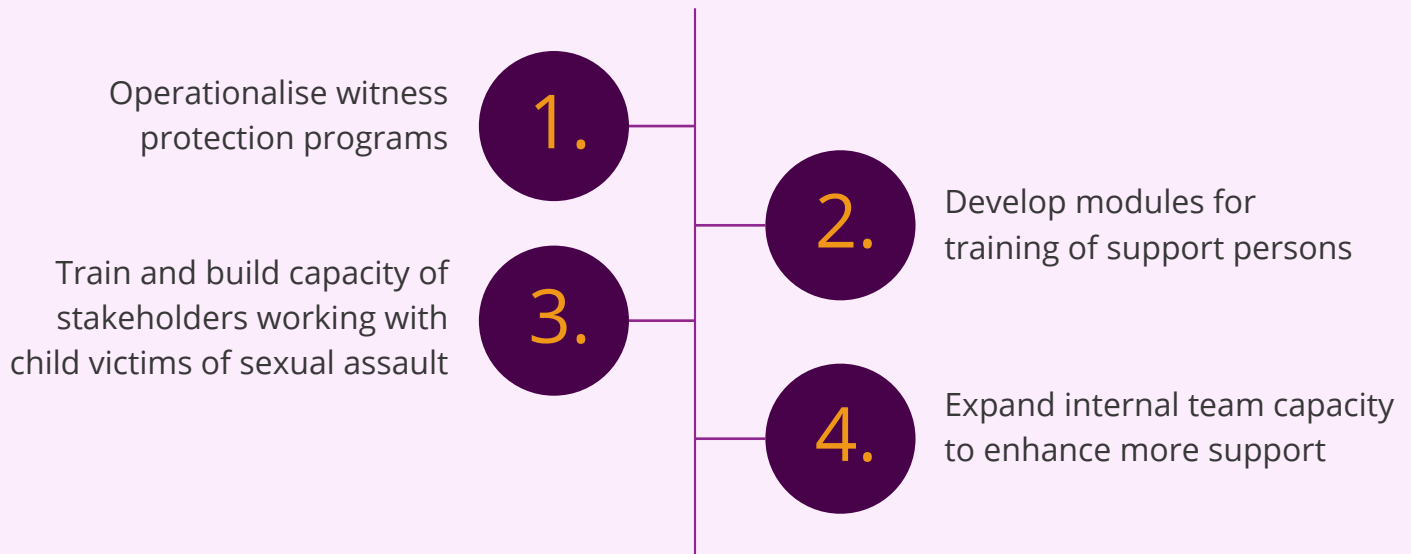 1.
Operationalise witness
protection programs
2.
Develop modules for
training of support persons
3.
Train and build capacity of
stakeholders working with
child victims of sexual assault
4.
Expand internal team capacity
to enhance more support